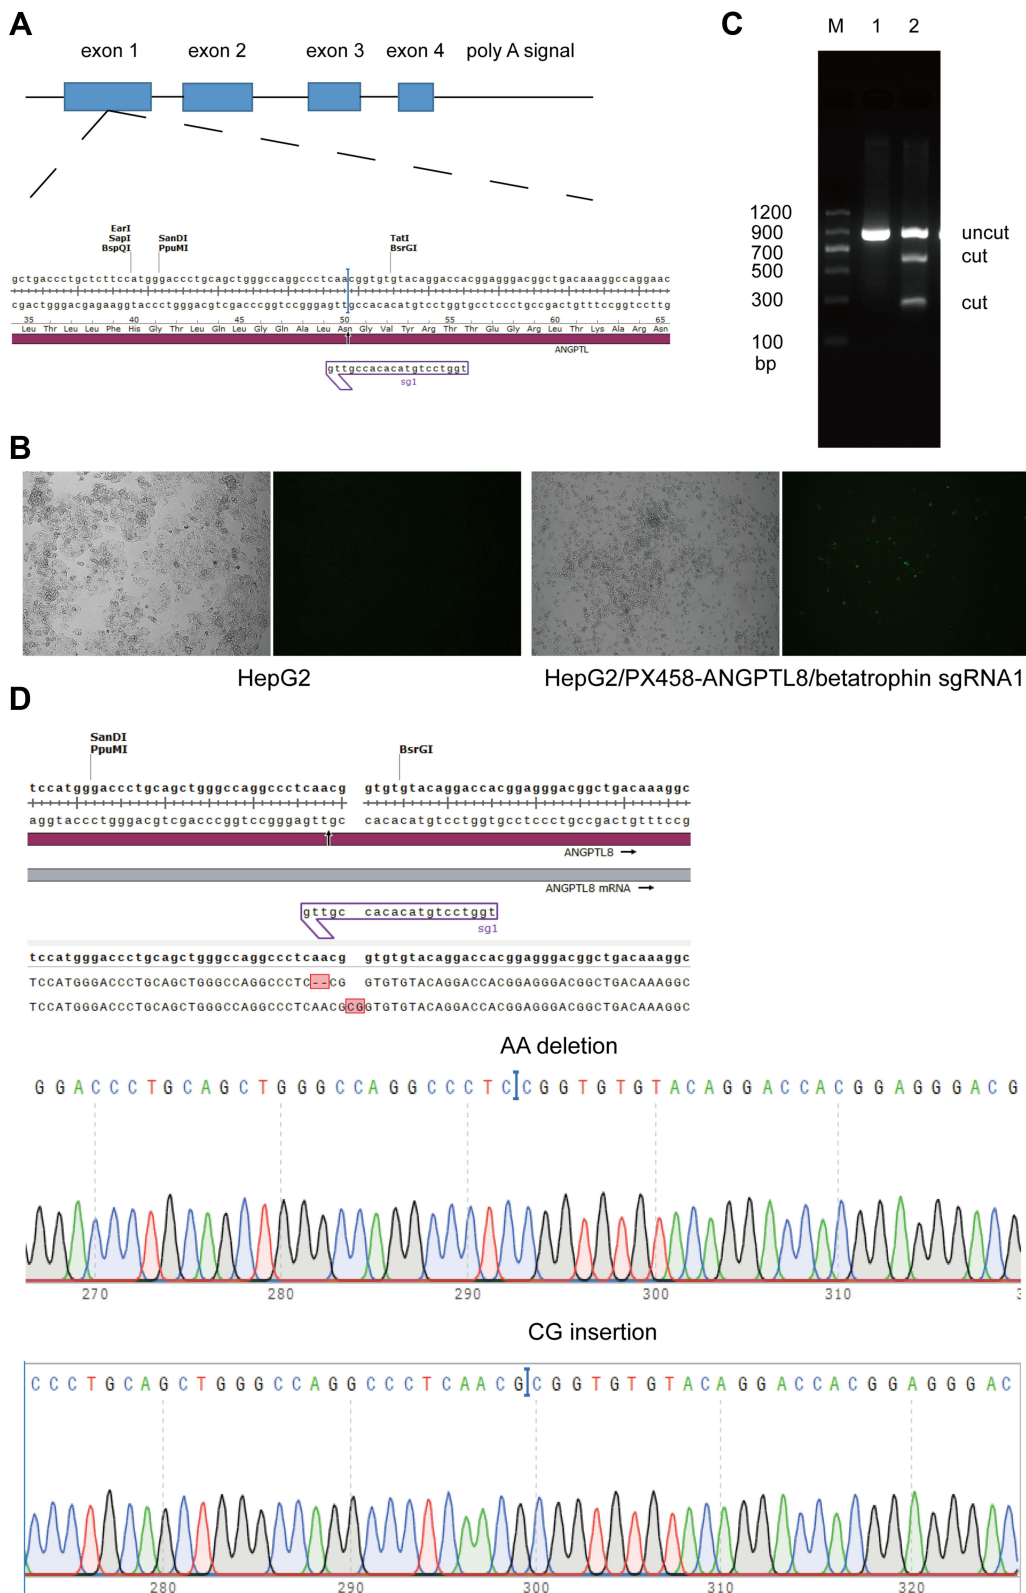 A
exon 1 exon 2 exon 3 exon 4 poly A signal
EarI
SapI SanDI TatI
BspQI PpuMI BsrGI
gctgaccctgctcttccatgggaccctgcagctgggccaggccctcaacggtgtgtacaggaccacggagggacggctgacaaaggccaggaac
cgactgggacgagaaggtaccctgggacgtcgacccggtccgggagttgccacacatgtcctggtgcctccctgccgactgtttccggtccttg
35 40 45 50 55 60 65
Leu Thr Leu Leu Phe His Gly Thr Leu Gln Leu Gly Gln Ala Leu Asn Gly Val Tyr Arg Thr Thr Glu Gly Arg Leu Thr Lys Ala Arg Asn
ANGPTL
gttgccacacatgtcctggt
sg1
C
M 1 2
1200
900 uncut
700 cut
500
300 cut
100
bp
B
HepG2 HepG2/PX458-ANGPTL8/betatrophin sgRNA1
D
SanDI
PpuMI BsrGI
tccatgggaccctgcagctgggccaggccctcaacg gtgtgtacaggaccacggagggacggctgacaaaggc
aggtaccctgggacgtcgacccggtccgggagttgc cacacatgtcctggtgcctccctgccgactgtttccg
ANGPTL8
ANGPTL8 mRNA
gttgc cacacatgtcctggt
sg1
tccatgggaccctgcagctgggccaggccctcaacg gtgtgtacaggaccacggagggacggctgacaaaggc
TCCATGGGACCCTGCAGCTGGGCCAGGCCCTC--CG GTGTGTACAGGACCACGGAGGGACGGCTGACAAAGGC
TCCATGGGACCCTGCAGCTGGGCCAGGCCCTCAACGCGGTGTGTACAGGACCACGGAGGGACGGCTGACAAAGGC
AA deletion
GGACCCTGCAGCTGGGCCAGGCCCTCCGGTGTGTACAGGACCACGGAGGGACG
270 280 290 300 310 3
CG insertion
CCCTGCAGCTGGGCCAGGCCCTCAACGCGGTGTGTACAGGACCACGGAGGGAC
280 290 300 310 320